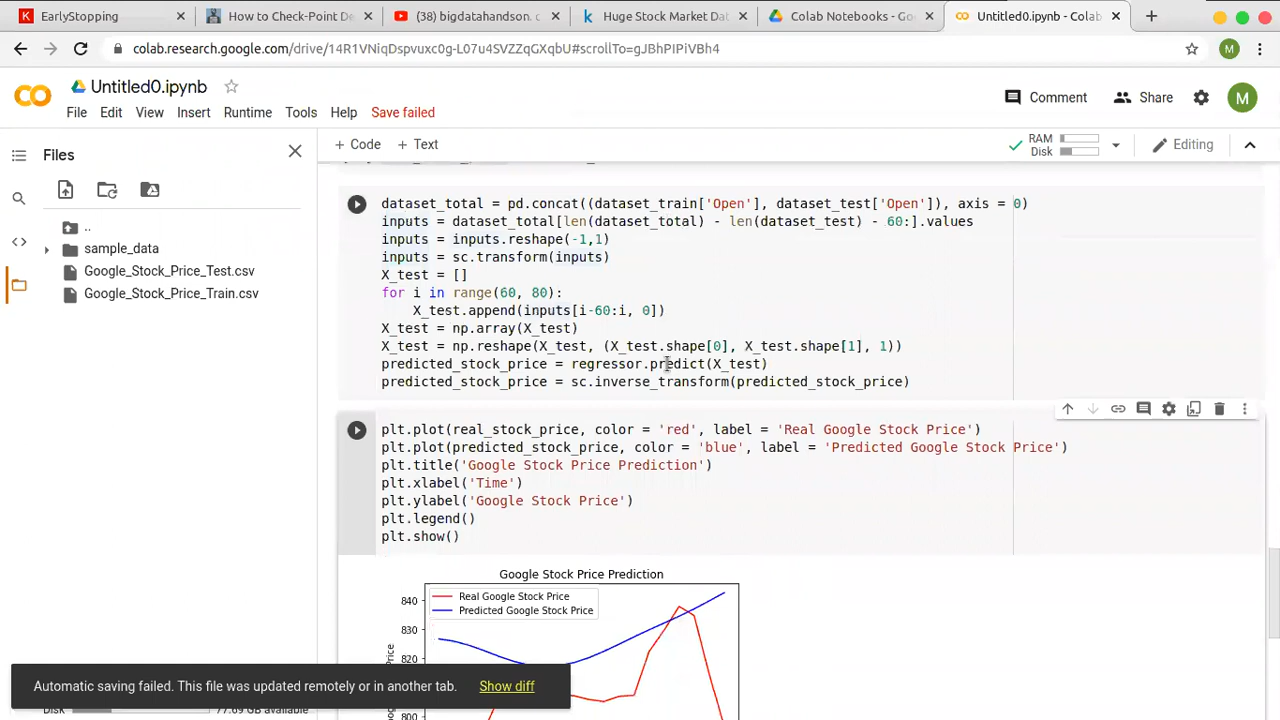 EarlyStopping
How to Check-Point De
(38) bigdatahandson.
Huge Stock Market Dat
Colab Notebooks - Go
Untitled0.ipynb - Colab
colab.research.google.com/drive/14R1VNiqDspvuxc0g-L07u4SVZZqGXqbU#scrollTo=gJBhPIPiVBh4
M
Untitled0.ipynb
Comment
Share
M
File Edit View Insert Runtime Tools Help Save failed
Files
+ Code + Text
RAM
Disk
Editing
..
sample_data
Google_Stock_Price_Test.csv
Google_Stock_Price_Train.csv
dataset_total = pd.concat((dataset_train['Open'], dataset_test['Open']), axis = 0)
inputs = dataset_total[len(dataset_total) - len(dataset_test) - 60:].values
inputs = inputs.reshape(-1,1)
inputs = sc.transform(inputs)
X_test = []
for i in range(60, 80):
X_test.append(inputs[i-60:i, 0])
X_test = np.array(X_test)
X_test = np.reshape(X_test, (X_test.shape[0], X_test.shape[1], 1))
predicted_stock_price = regressor.predict(X_test)
predicted_stock_price = sc.inverse_transform(predicted_stock_price)
plt.plot(real_stock_price, color = 'red', label = 'Real Google Stock Price')
plt.plot(predicted_stock_price, color = 'blue', label = 'Predicted Google Stock Price')
plt.title('Google Stock Price Prediction')
plt.xlabel('Time')
plt.ylabel('Google Stock Price')
plt.legend()
plt.show()
Google Stock Price Prediction
Real Google Stock Price
Predicted Google Stock Price
840
830
820
800
Price
Automatic saving failed. This file was updated remotely or in another tab. Show diff
Disk
77.69 GB available